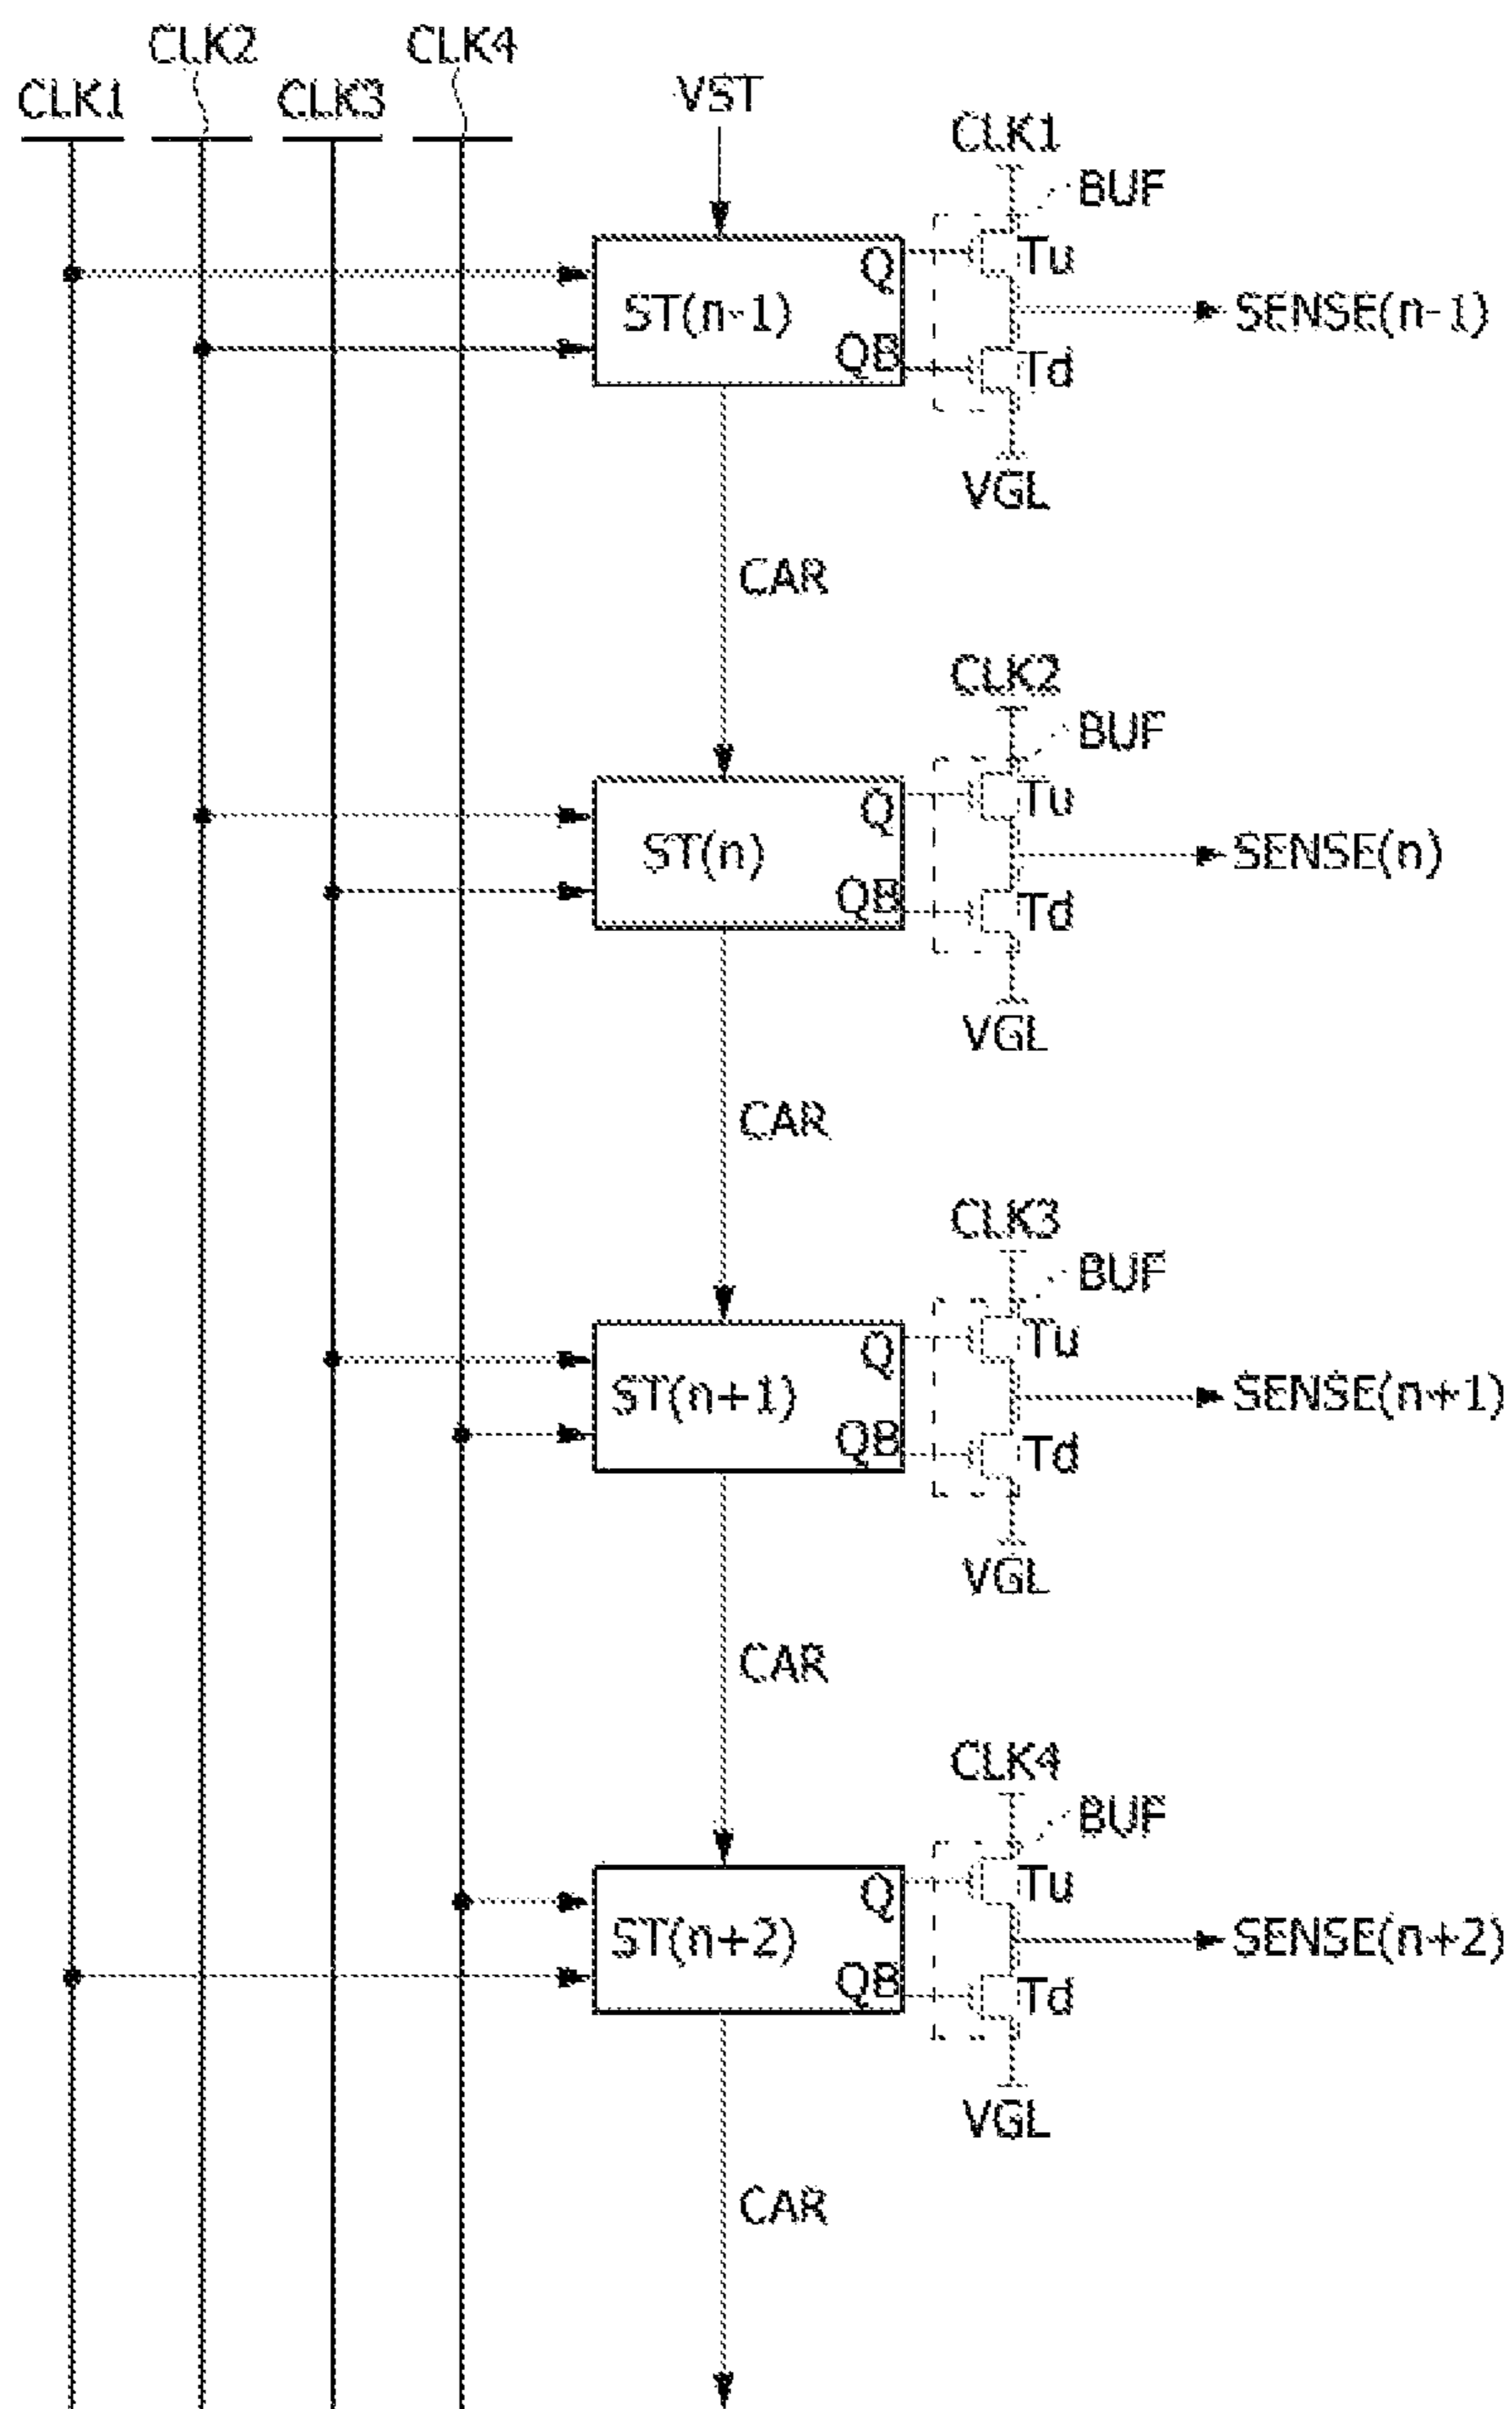 CLK1
CLK2
CLK3
CLK4
VST
CLK1
BUF
Q
Tu
ST(n-1)
SENSE(n-1)
QB
Td
VGL
CAR
CLK2
BUF
Q
Tu
ST(n)
SENSE(n)
QB
Td
VGL
CAR
CLK3
BUF
Q
Tu
ST(n+1)
SENSE(n+1)
QB
Td
VGL
CAR
CLK4
BUF
Q
Tu
ST(n+2)
SENSE(n+2)
QB
Td
VGL
CAR